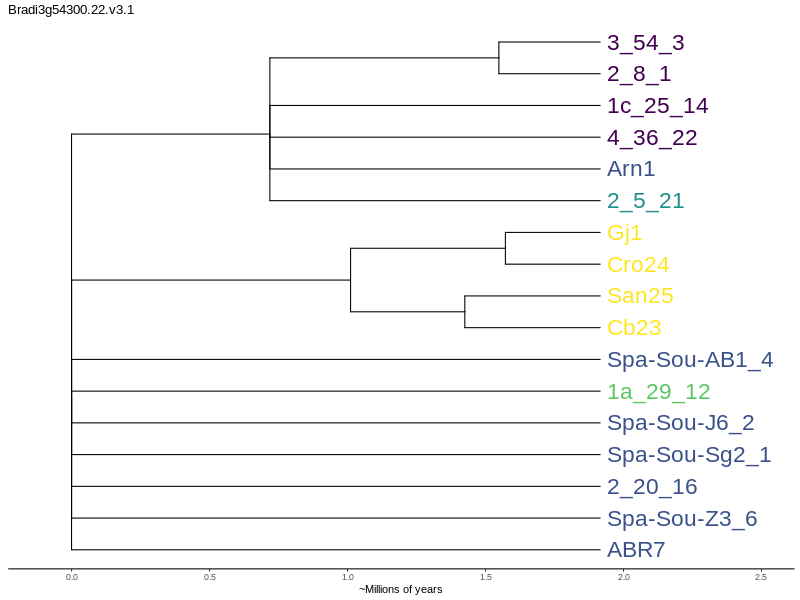 Bradi3g54300.22.v3.1
3_54_3
2_8_1
1c_25_14
4_36_22
Arn1
2_5_21
Gj1
Cro24
San25
Cb23
Spa-Sou-AB1_4
1a_29_12
Spa-Sou-J6_2
Spa-Sou-Sg2_1
2_20_16
Spa-Sou-Z3_6
ABR7
0.0 0.5 1.0 1.5 2.0 2.5
~Millions of years